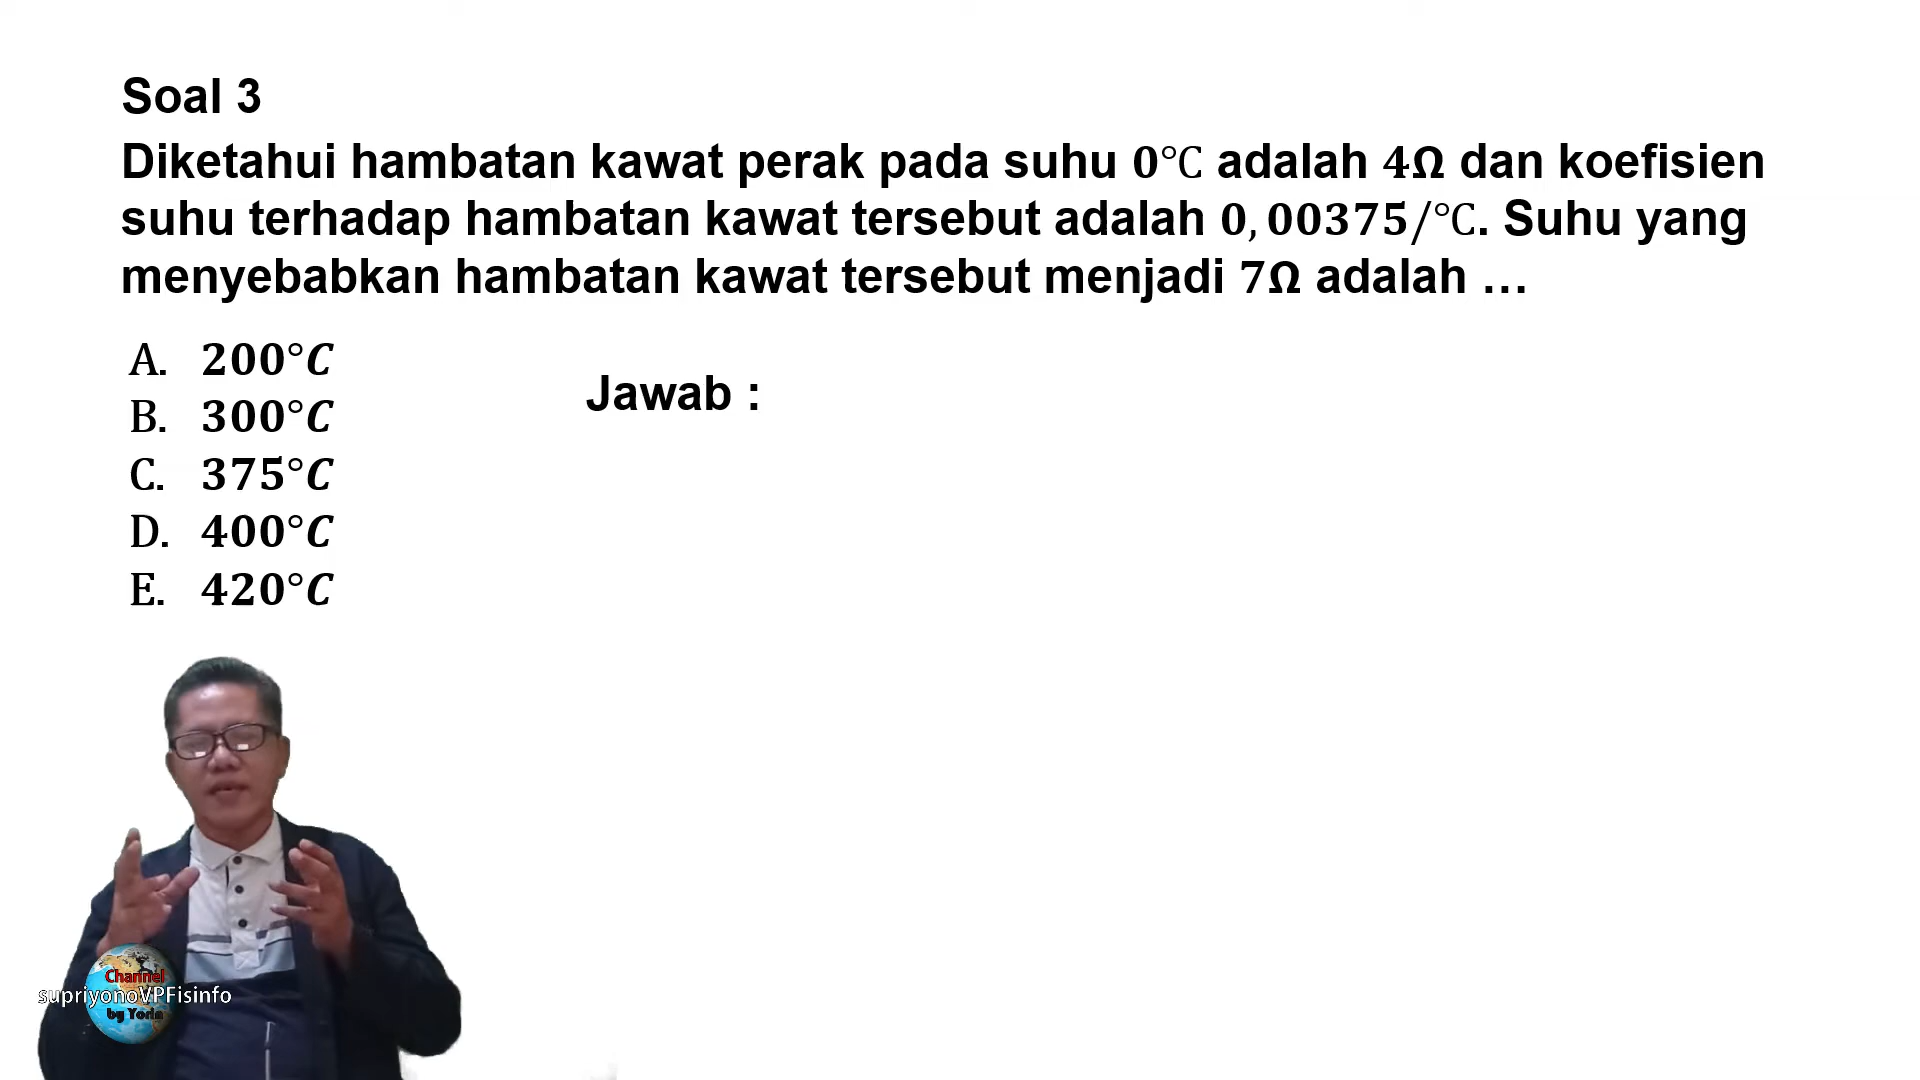 Soal 3
Diketahui hambatan kawat perak pada suhu 0℃ adalah 4Ω dan koefisien
suhu terhadap hambatan kawat tersebut adalah 0,00375/℃. Suhu yang
menyebabkan hambatan kawat tersebut menjadi 7Ω adalah …
A. 200°C
B. 300°C
C. 375°C
D. 400°C
E. 420°C
Jawab :
Channel
supriyonoVPFisinfo
by Yorin